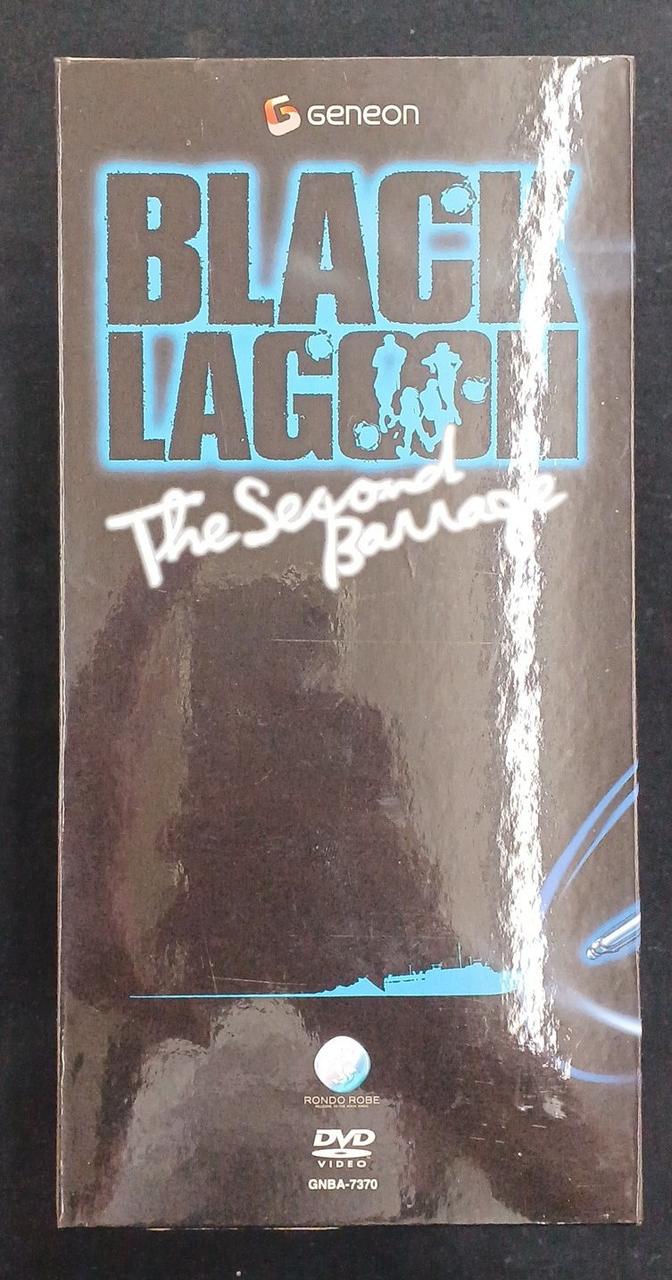 GENEON
BLACK
LAGOON
The Second
Barrage
RONDO ROBE
DVD
VIDEO
GNBA-7370